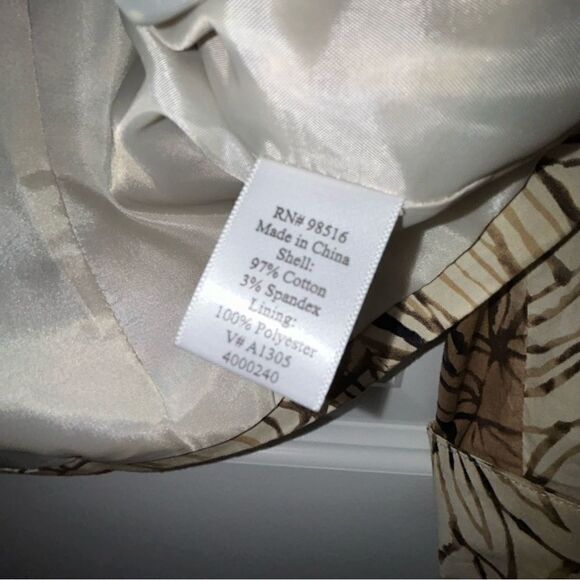 RN# 98516
Made in China
Shell:
97% Cotton
3% Spandex
Lining:
100% Polyester
V# A1305
4000240